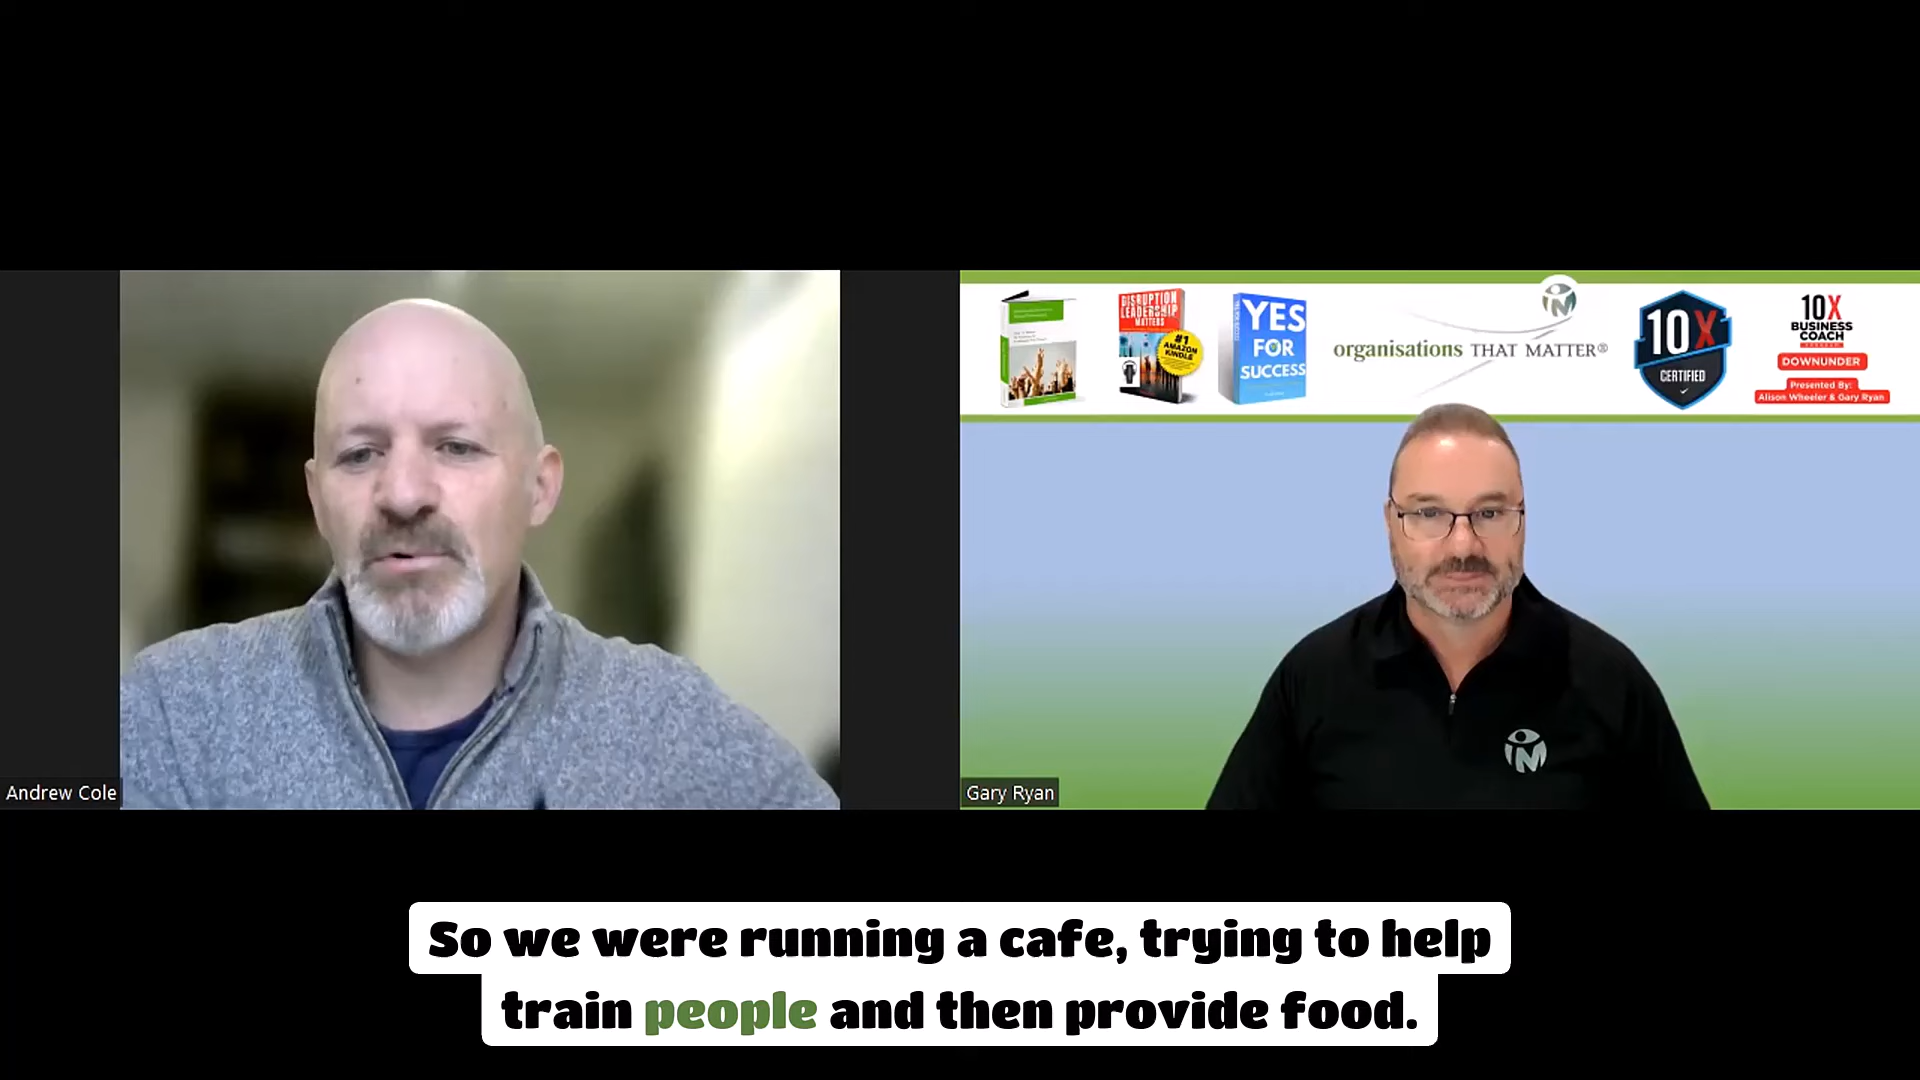 DISRUPTION
LEADERSHIP
MATTERS
#1
AMAZON
KINDLE
YES
FOR
SUCCESS
organisations THAT MATTER®
10X
CERTIFIED
10X
BUSINESS
COACH
DOWNUNDER
Presented By:
Alison Wheeler & Gary Ryan
Andrew Cole
Gary Ryan
So we were running a cafe, trying to help
train people and then provide food.